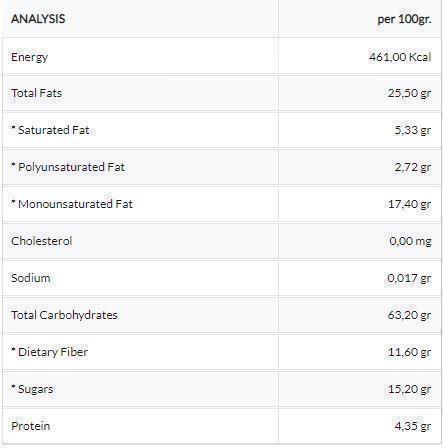 ANALYSIS per 100gr.
Energy 461,00 Kcal
Total Fats 25,50 gr
* Saturated Fat 5,33 gr
* Polyunsaturated Fat 2,72 gr
* Monounsaturated Fat 17,40 gr
Cholesterol 0,00 mg
Sodium 0,017 gr
Total Carbohydrates 63,20 gr
* Dietary Fiber 11,60 gr
* Sugars 15,20 gr
Protein 4,35 gr